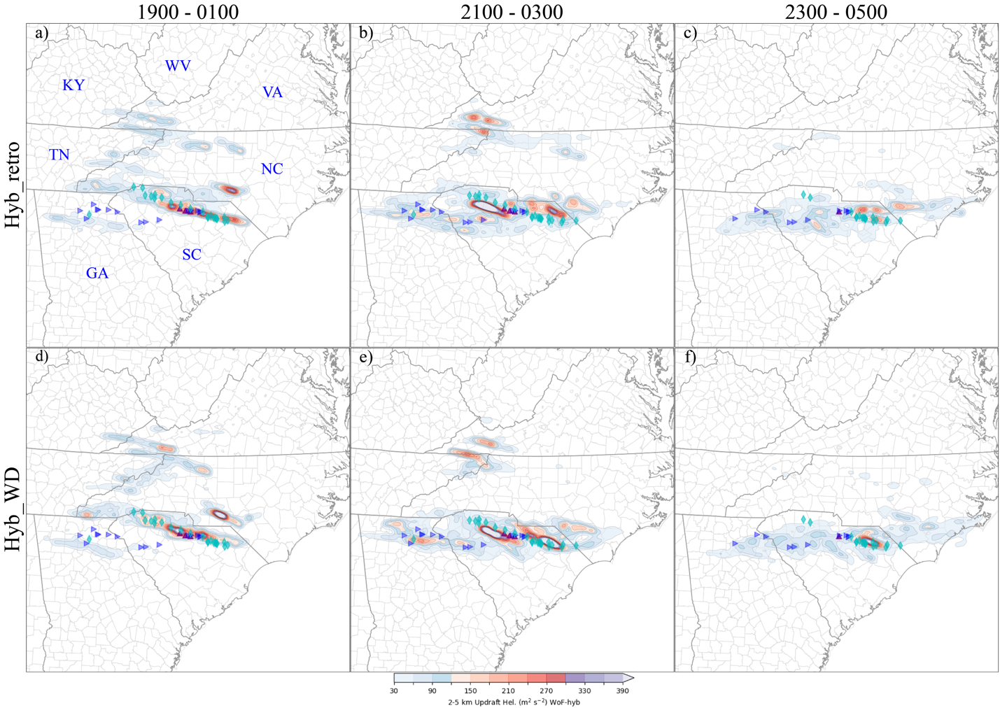 1900 - 0100
2100 - 0300
2300 - 0500
Hyb_retro
a)
b)
c)
WV
KY
VA
TN
NC
SC
GA
Hyb_WD
d)
e)
f)
30
90
150
210
270
330
390
2-5 km Updraft Hel. (m² s⁻²) WoF-hyb